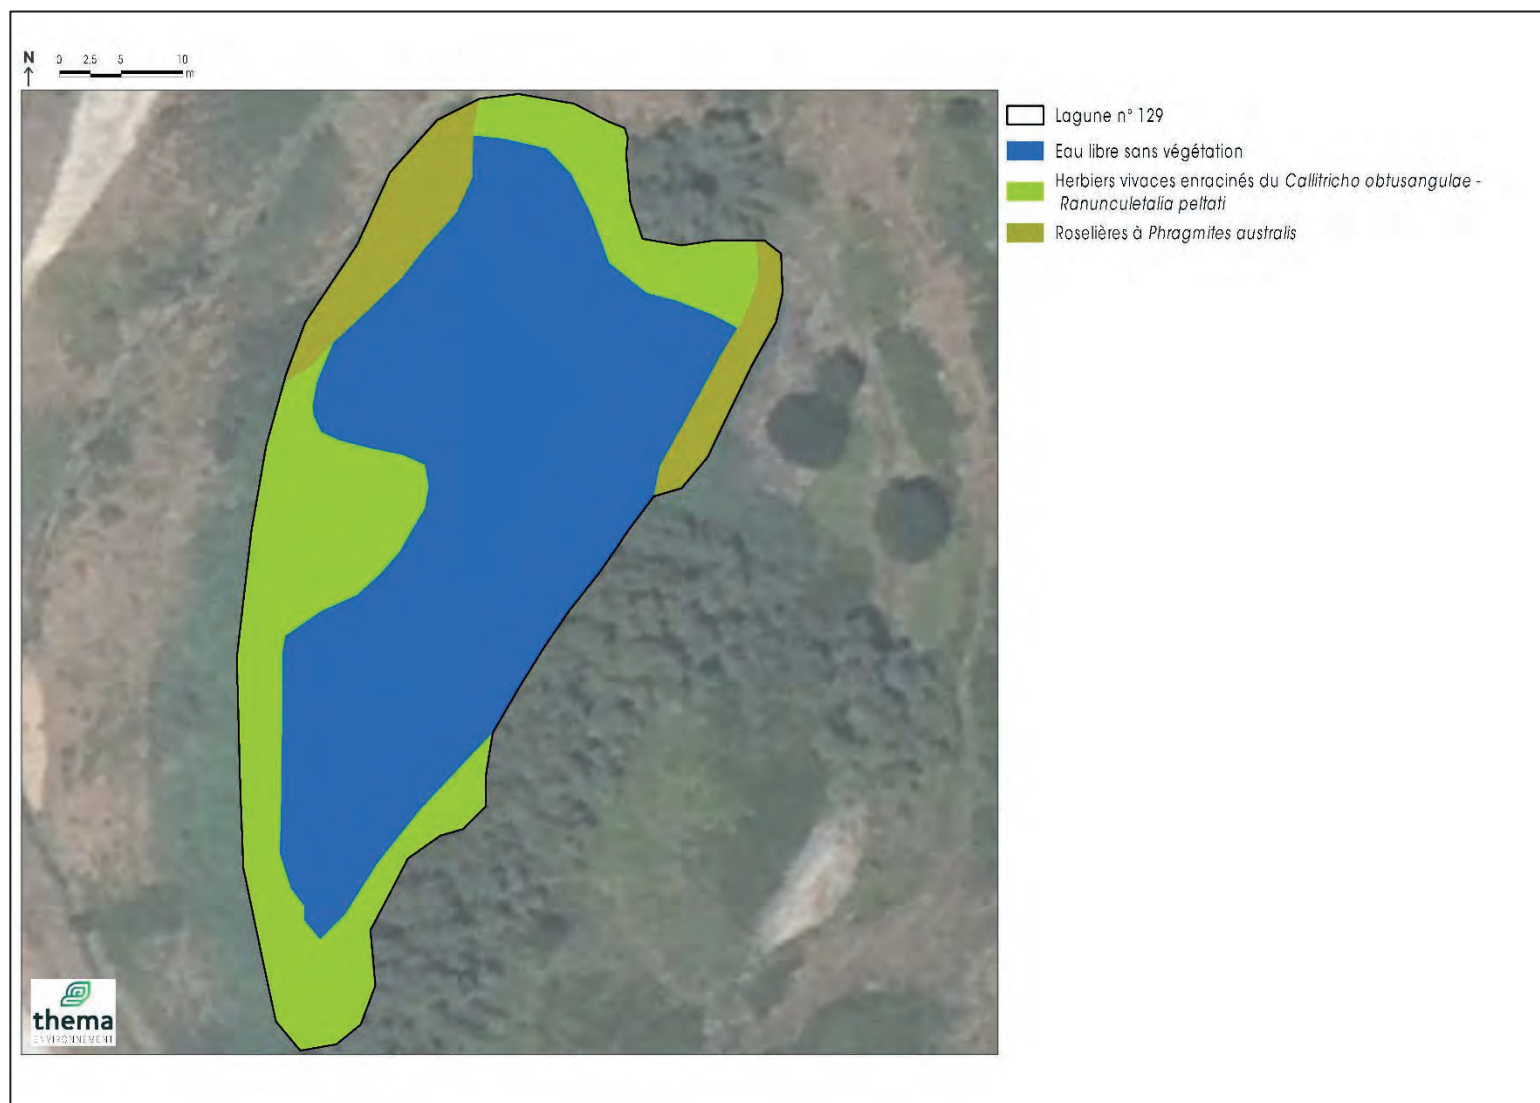 N
0 2.5 5 10
m
Lagune n° 129
Eau libre sans végétation
Herbiers vivaces enracinés du Callitricho obtusangulae -
Ranunculetalia peltati
Roselières à Phragmites australis
thema
ENVIRONNEMENT